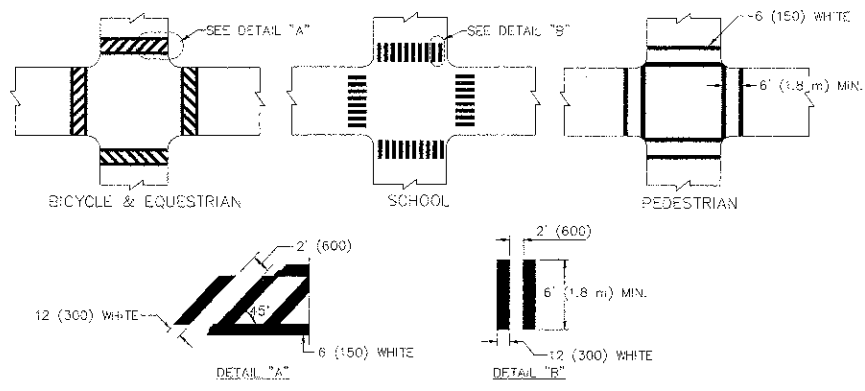 SEE DETAIL "A"
SEE DETAIL "B"
6 (150) WHITE
6' (1.8 m) MIN.
BICYCLE & EQUESTRIAN
SCHOOL
PEDESTRIAN
2' (600)
12 (300) WHITE
45°
6 (150) WHITE
DETAIL "A"
2' (600)
6' (1.8 m) MIN.
12 (300) WHITE
DETAIL "B"